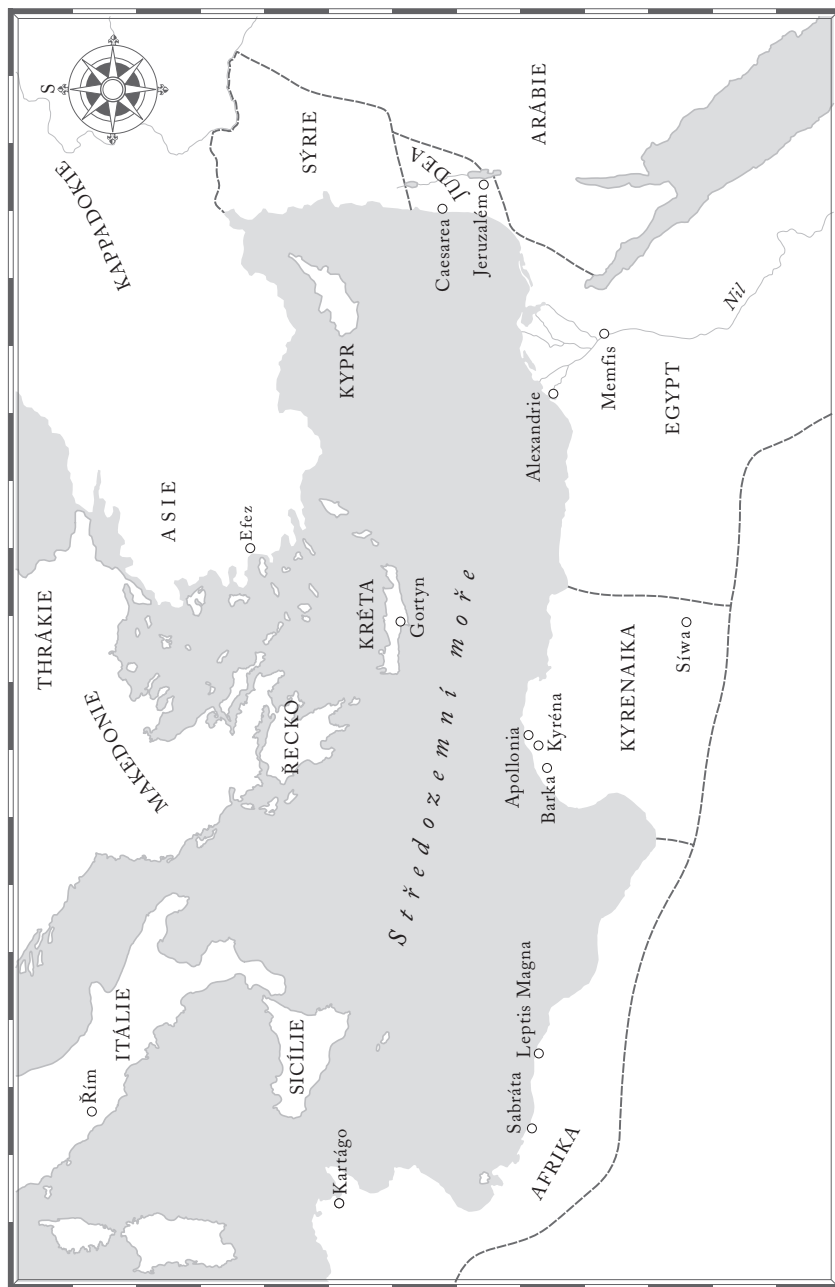 S
THRÁKIE
MAKEDONIE
KAPPADOKIE
ITÁLIE
Řím
ASIE
Efez
ŘECKO
SICÍLIE
Kartágo
KRÉTA
Gortyn
KYPR
SÝRIE
Středozemní moře
JUDEA
Caesarea
Jeruzalém
ARÁBIE
Sabráta
Leptis Magna
AFRIKA
Apollonia
Kyréna
Barka
KYRENAIKA
Síwa
Alexandrie
Memfis
EGYPT
Nil